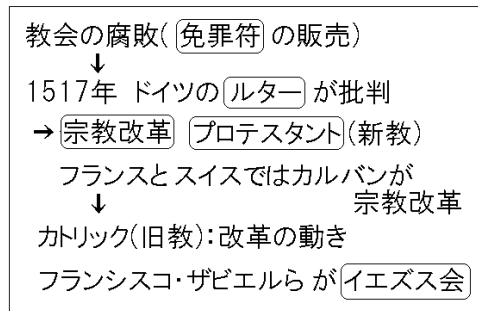 教会の腐敗(免罪符の販売)
↓
1517年 ドイツのルターが批判
→宗教改革 プロテスタント(新教)
フランスとスイスではカルバンが
↓ 宗教改革
カトリック(旧教):改革の動き
フランシスコ・ザビエルらがイエズス会